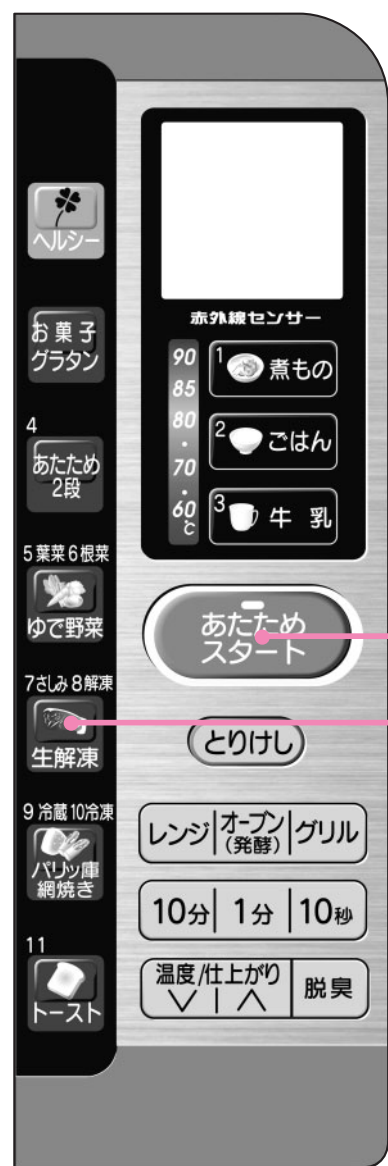 ヘルシー
お菓子
グラタン
4
あたため
2段
5葉菜6根菜
ゆで野菜
7さしみ8解凍
生解凍
9冷蔵10冷凍
パリッ庫
網焼き
11
トースト
赤外線センサー
90
85
80
・
70
・
60
℃
1 煮もの
2 ごはん
3 牛乳
あたため
スタート
とりけし
レンジ オーブン(発酵) グリル
10分 1分 10秒
温度/仕上がり 脱臭